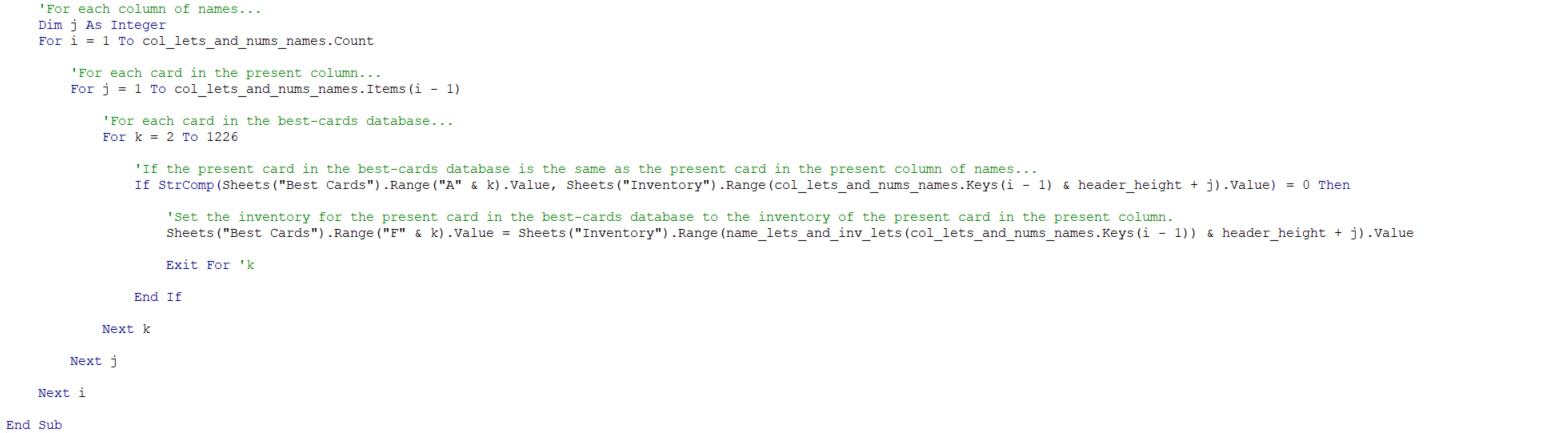 'For each column of names...
Dim j As Integer
For i = 1 To col_lets_and_nums_names.Count
'For each card in the present column...
For j = 1 To col_lets_and_nums_names.Items(i - 1)
'For each card in the best-cards database...
For k = 2 To 1226
'If the present card in the best-cards database is the same as the present card in the present column of names...
If StrComp(Sheets("Best Cards").Range("A" & k).Value, Sheets("Inventory").Range(col_lets_and_nums_names.Keys(i - 1) & header_height + j).Value) = 0 Then
'Set the inventory for the present card in the best-cards database to the inventory of the present card in the present column.
Sheets("Best Cards").Range("F" & k).Value = Sheets("Inventory").Range(name_lets_and_inv_lets(col_lets_and_nums_names.Keys(i - 1)) & header_height + j).Value
Exit For 'k
End If
Next k
Next j
Next i
End Sub